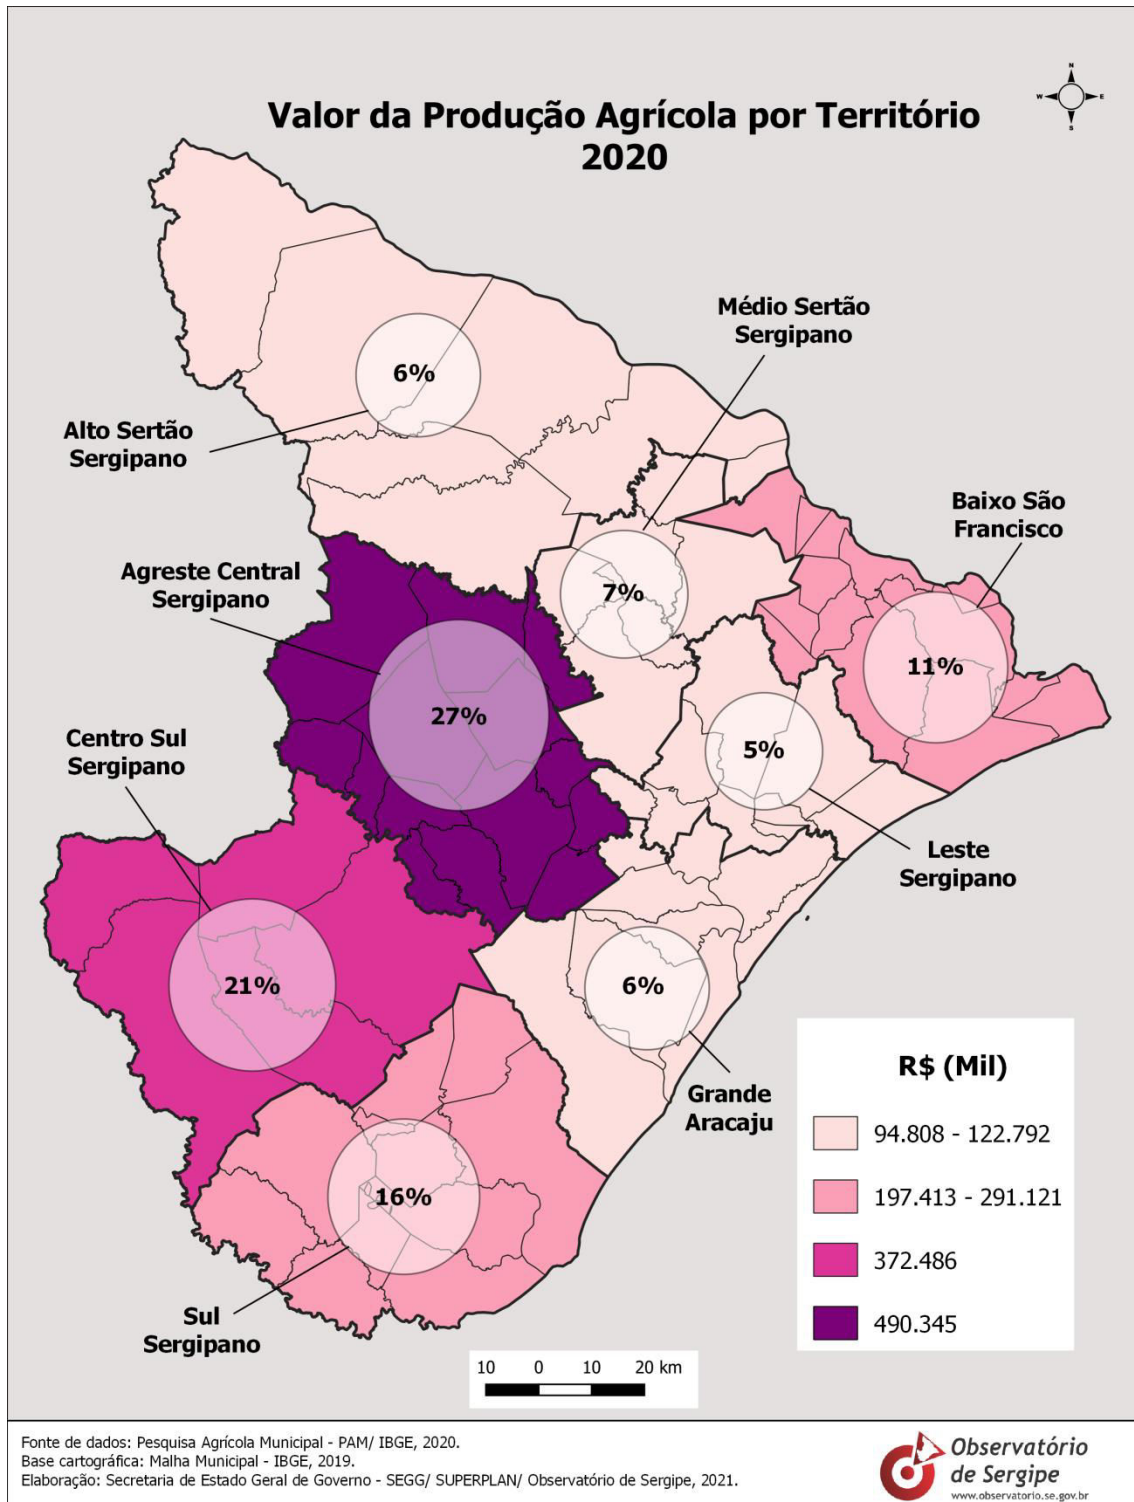 N
W
E
S
Valor da Produção Agrícola por Território
2020
Médio Sertão
Sergipano
6%
Alto Sertão
Sergipano
Baixo São
Francisco
Agreste Central
Sergipano
7%
11%
27%
Centro Sul
Sergipano
5%
Leste
Sergipano
21%
6%
Grande
Aracaju
16%
Sul
Sergipano
R$ (Mil)
94.808 - 122.792
197.413 - 291.121
372.486
490.345
10 0 10 20 km
Fonte de dados: Pesquisa Agrícola Municipal - PAM/ IBGE, 2020.
Base cartográfica: Malha Municipal - IBGE, 2019.
Elaboração: Secretaria de Estado Geral de Governo - SEGG/ SUPERPLAN/ Observatório de Sergipe, 2021.
Observatório
de Sergipe
www.observatorio.se.gov.br